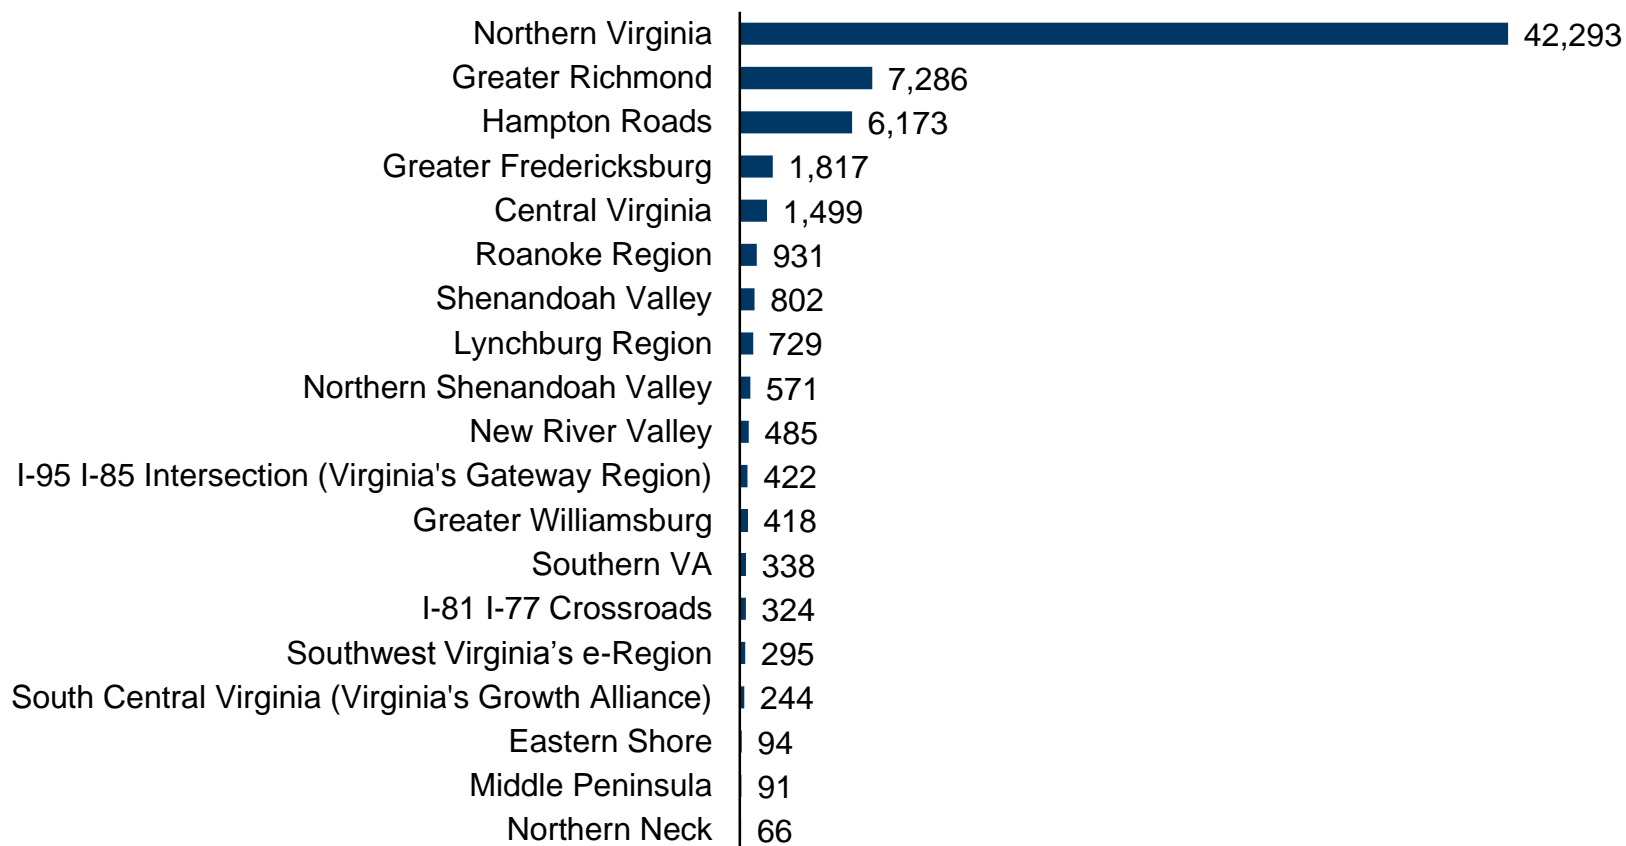 Northern Virginia 42,293
Greater Richmond 7,286
Hampton Roads 6,173
Greater Fredericksburg 1,817
Central Virginia 1,499
Roanoke Region 931
Shenandoah Valley 802
Lynchburg Region 729
Northern Shenandoah Valley 571
New River Valley 485
I-95 I-85 Intersection (Virginia's Gateway Region) 422
Greater Williamsburg 418
Southern VA 338
I-81 I-77 Crossroads 324
Southwest Virginia’s e-Region 295
South Central Virginia (Virginia's Growth Alliance) 244
Eastern Shore 94
Middle Peninsula 91
Northern Neck 66